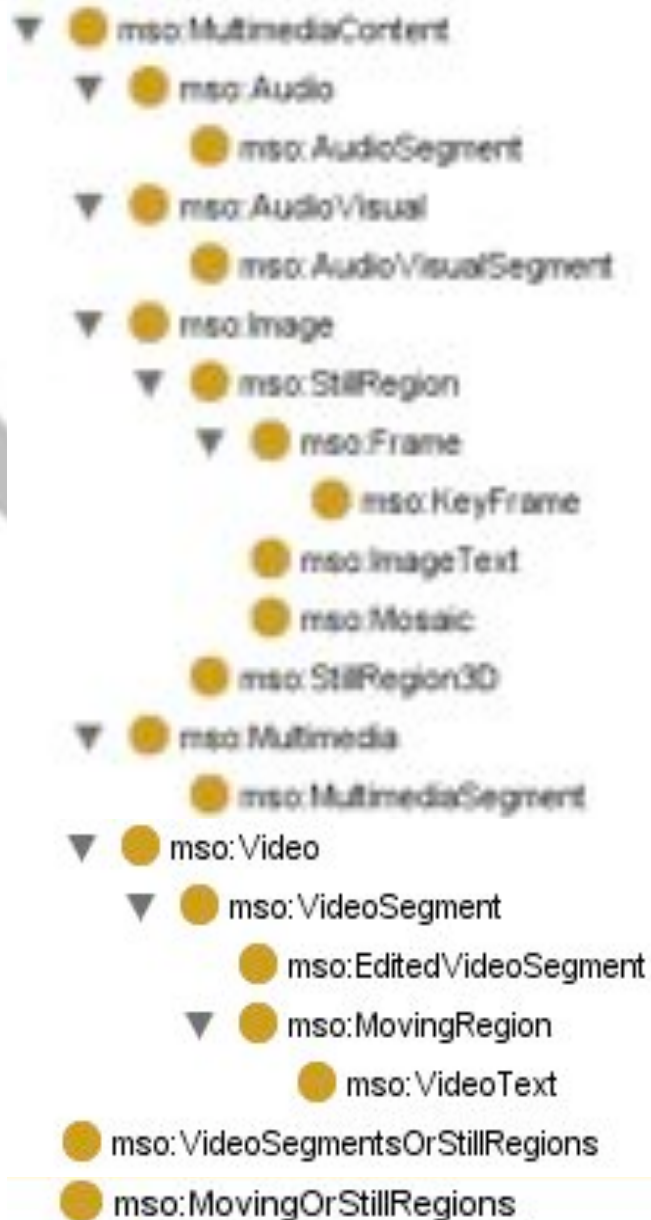 mso:MultimediaContent
mso:Audio
mso:AudioSegment
mso:AudioVisual
mso:AudioVisualSegment
mso:Image
mso:StillRegion
mso:Frame
mso:KeyFrame
mso:ImageText
mso:Mosaic
mso:StillRegion3D
mso:Multimedia
mso:MultimediaSegment
mso:Video
mso:VideoSegment
mso:EditedVideoSegment
mso:MovingRegion
mso:VideoText
mso:VideoSegmentsOrStillRegions
mso:MovingOrStillRegions